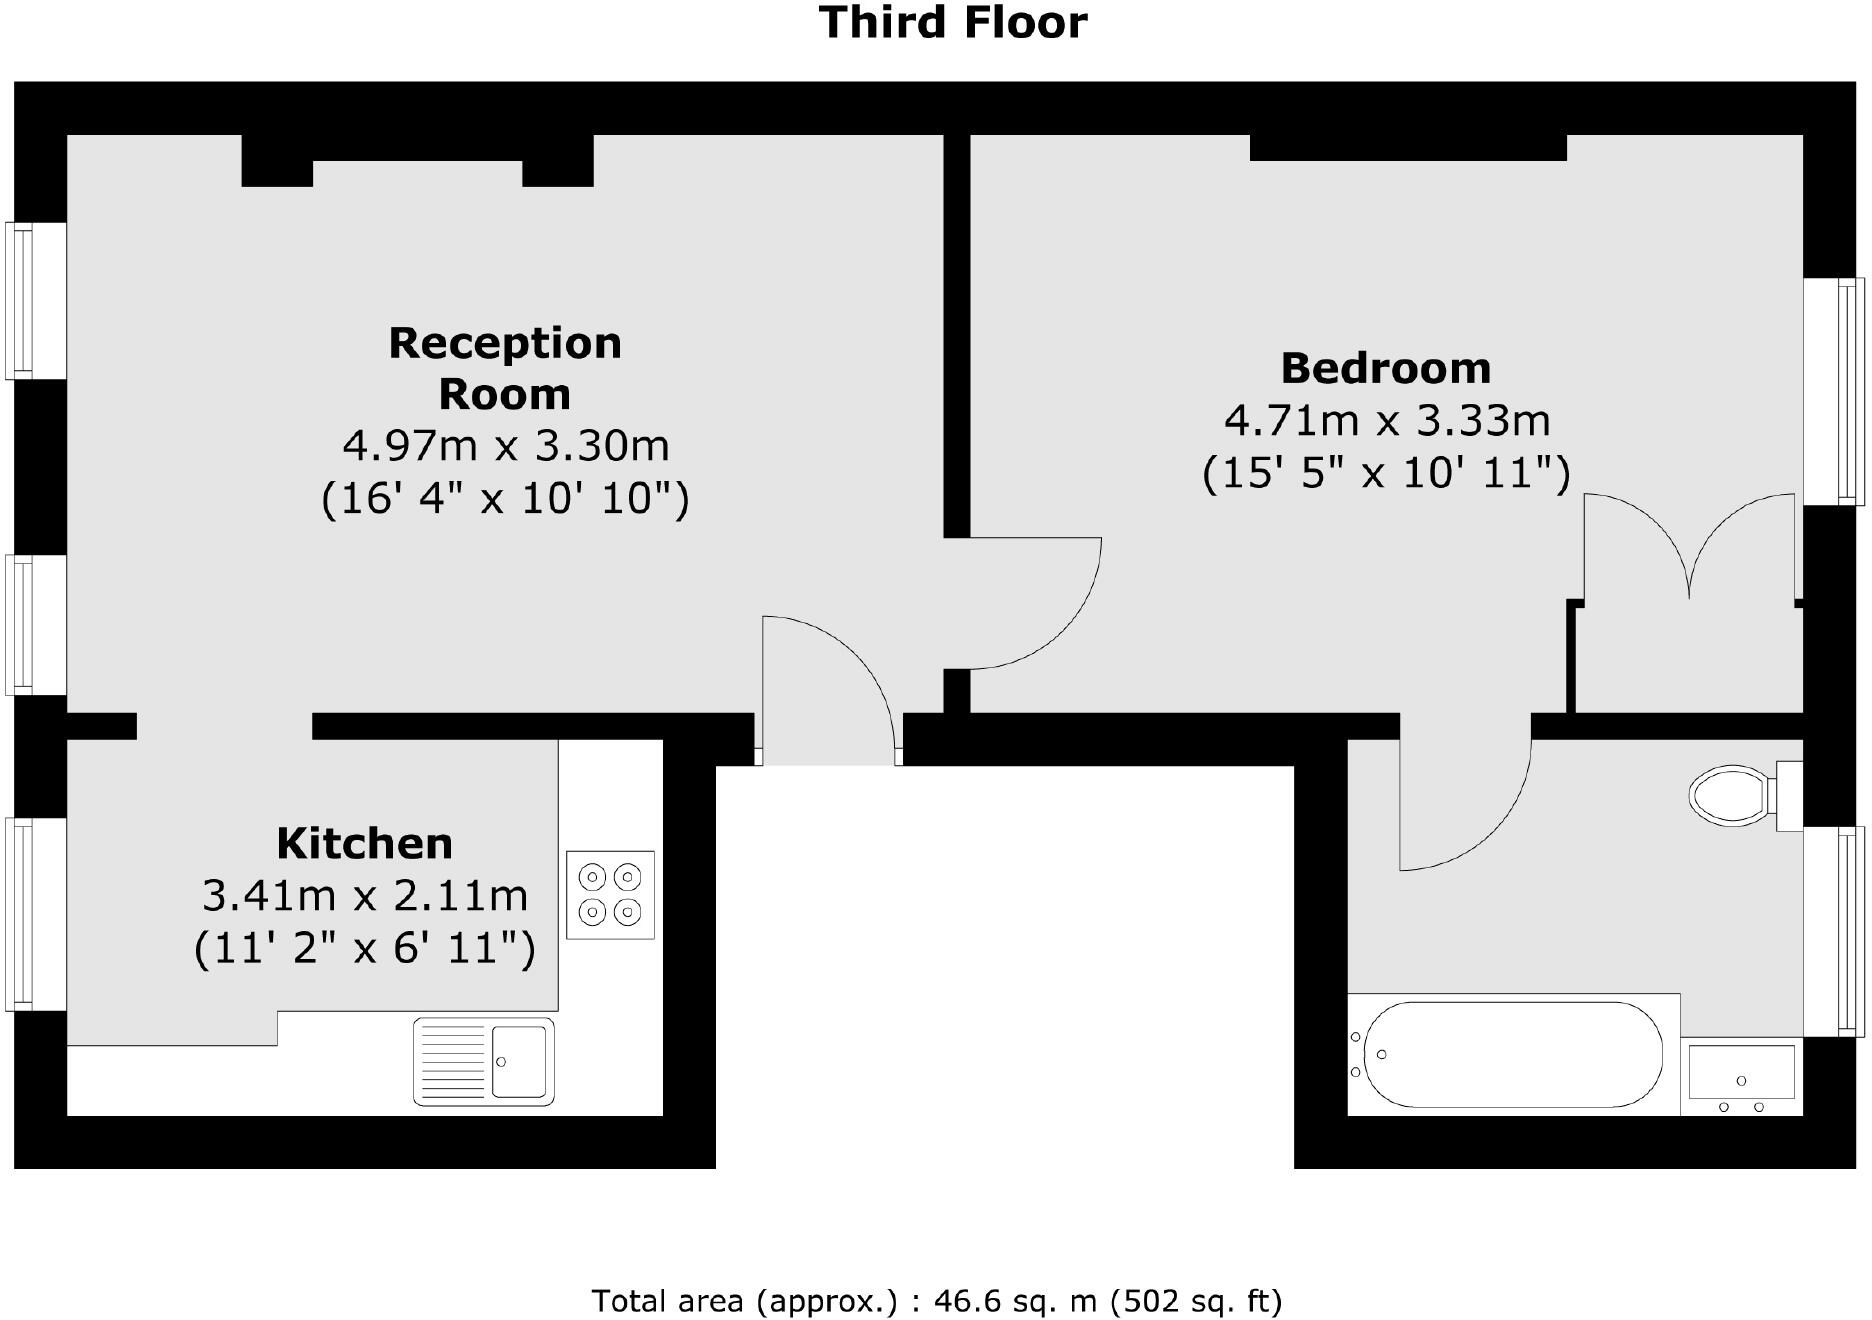 Third Floor
Reception
Room
4.97m x 3.30m
(16' 4" x 10' 10")
Bedroom
4.71m x 3.33m
(15' 5" x 10' 11")
Kitchen
3.41m x 2.11m
(11' 2" x 6' 11")
Total area (approx.) : 46.6 sq. m (502 sq. ft)